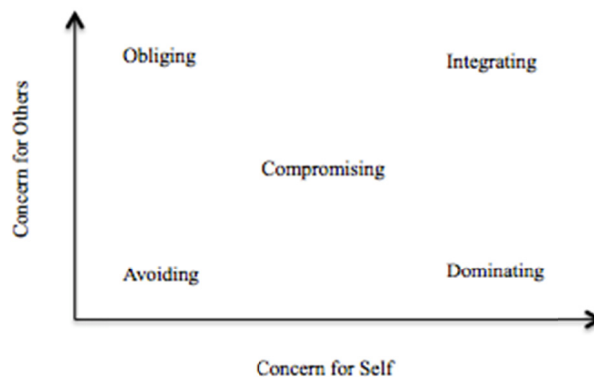 Obliging
Integrating
Concern for Others
Compromising
Avoiding
Dominating
Concern for Self